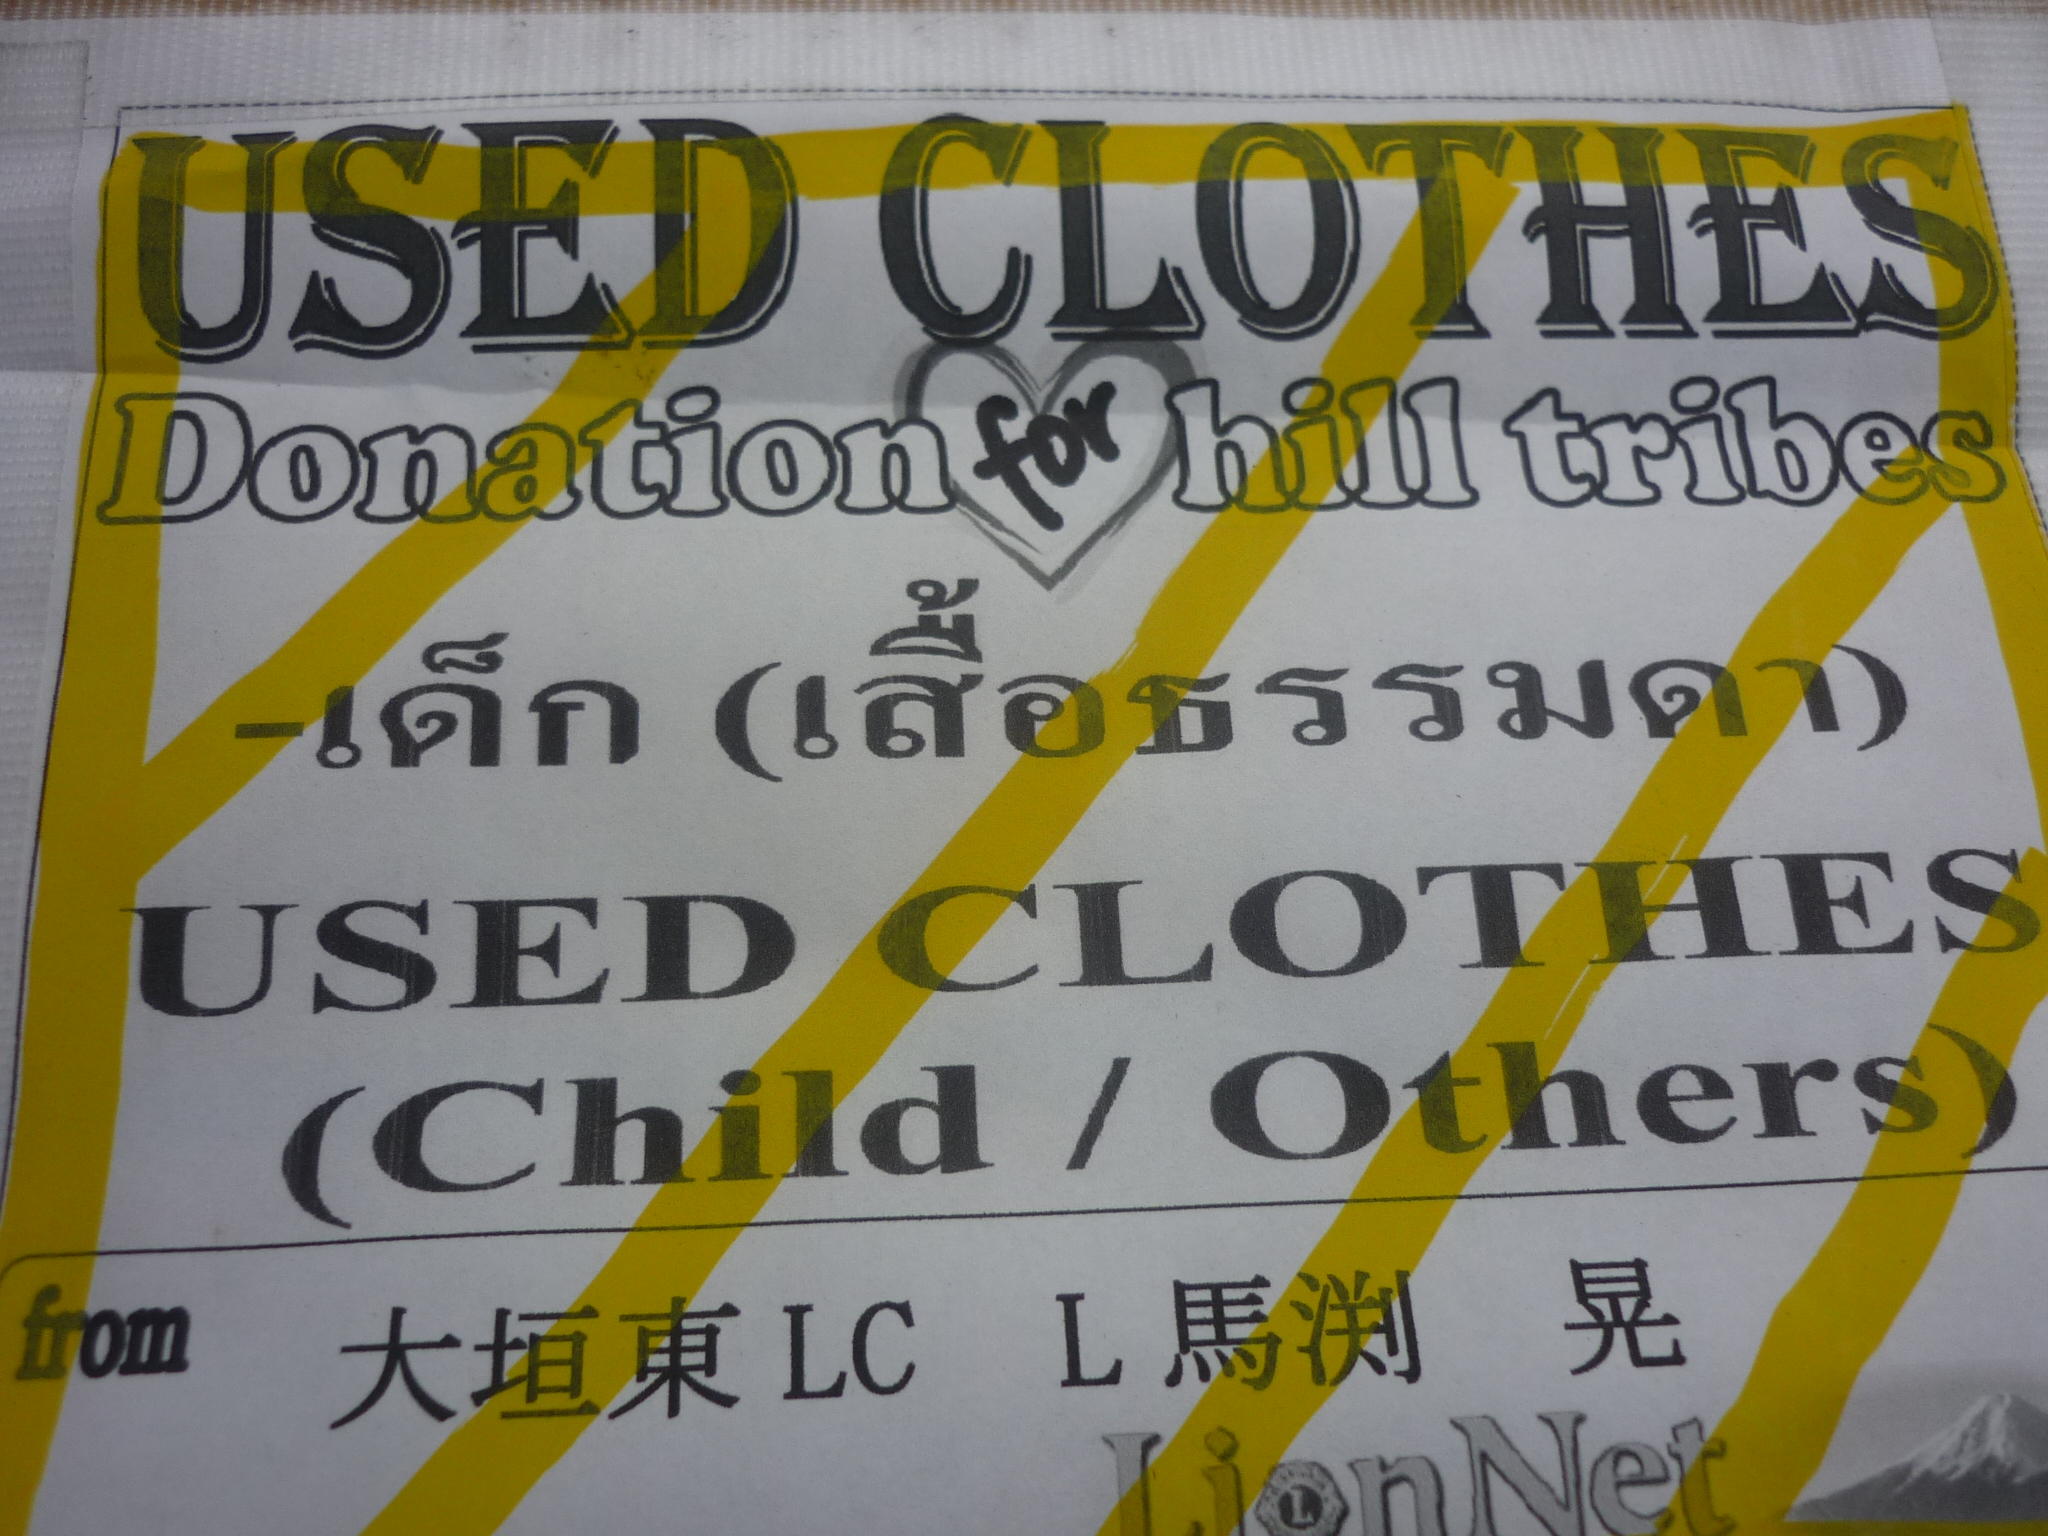 USED CLOTHES
Donation for hill tribes
-เด็ก (เสื้อธรรมดา)
USED CLOTHES
(Child / Others)
from 大垣東LC L馬渕 晃
LionNet